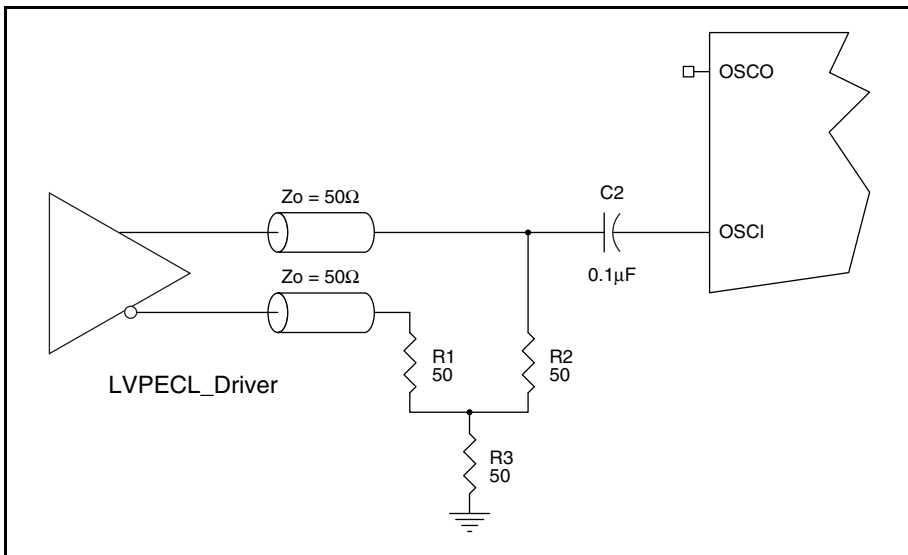 OSCO
Zo = 50Ω
C2
OSCI
0.1µF
Zo = 50Ω
R1
50
R2
50
LVPECL_Driver
R3
50